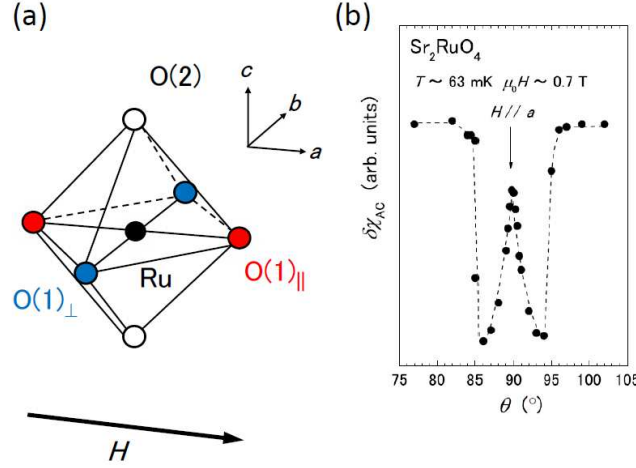 (a)
O(2)
c
b
a
Ru
O(1)∥
O(1)⊥
H
(b)
Sr2RuO4
T ~ 63 mK μ0H ~ 0.7 T
H // a
δχAC (arb. units)
75 80 85 90 95 100 105
θ (°)